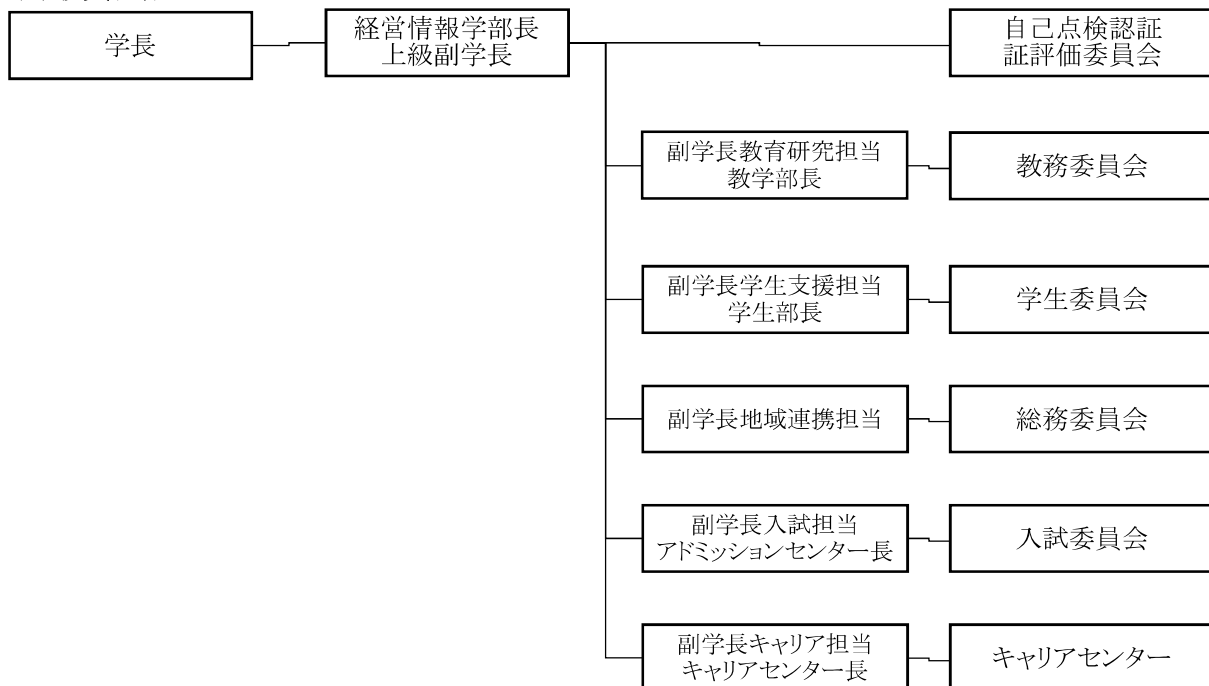 学長
経営情報学部長
上級副学長
自己点検認証
証評価委員会
副学長教育研究担当
教学部長
教務委員会
副学長学生支援担当
学生部長
学生委員会
副学長地域連携担当
総務委員会
副学長入試担当
アドミッションセンター長
入試委員会
副学長キャリア担当
キャリアセンター長
キャリアセンター